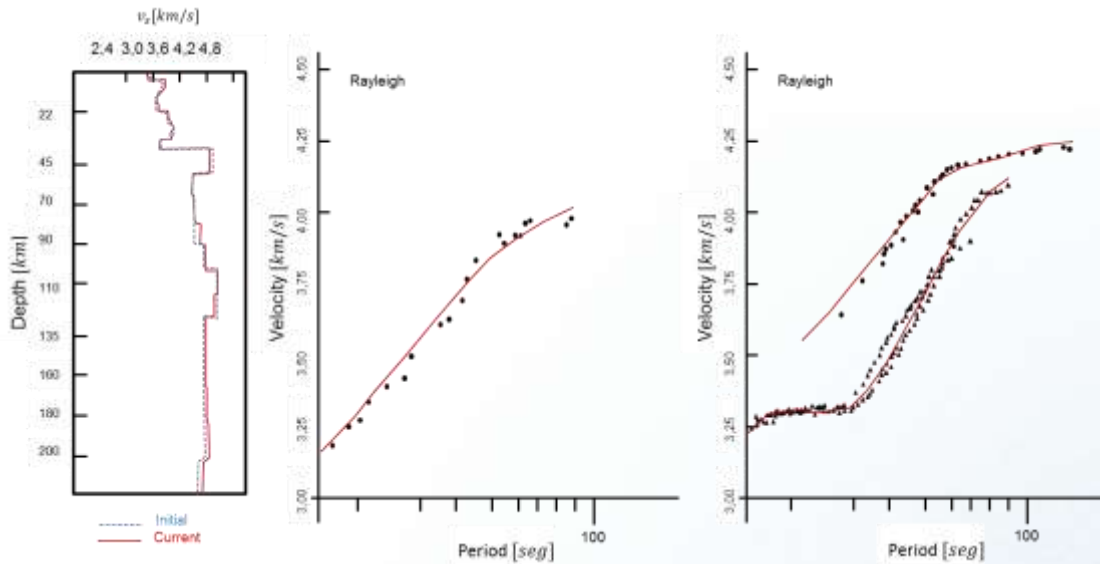 v_s [km/s]
2,4 3,0 3,6 4,2 4,8
Depth [km]
22
45
70
90
110
135
160
180
200
Initial
Current
Rayleigh
Velocity [km/s]
4,50
4,25
4,00
3,75
3,50
3,25
3,00
100
Period [seg]
Rayleigh
Velocity [km/s]
4,50
4,25
4,00
3,75
3,50
3,25
3,00
100
Period [seg]